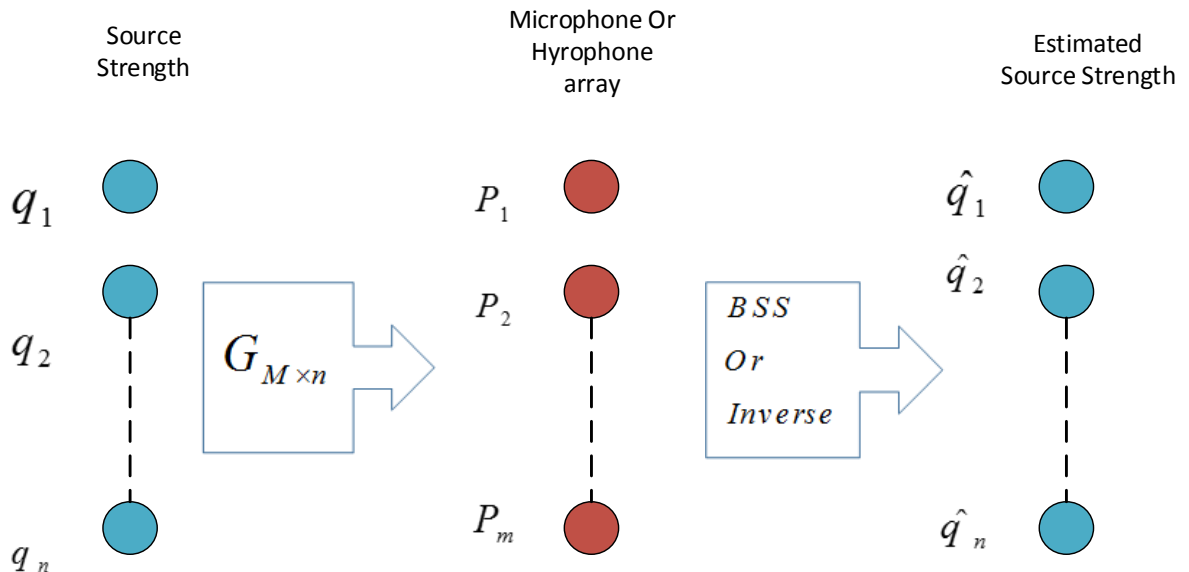 Source
Strength
Microphone Or
Hyrophone
array
Estimated
Source Strength
q₁
P₁
q̂₁
q₂
G_{M×n}
P₂
BSS
Or
Inverse
q̂₂
qₙ
Pₘ
q̂ₙ